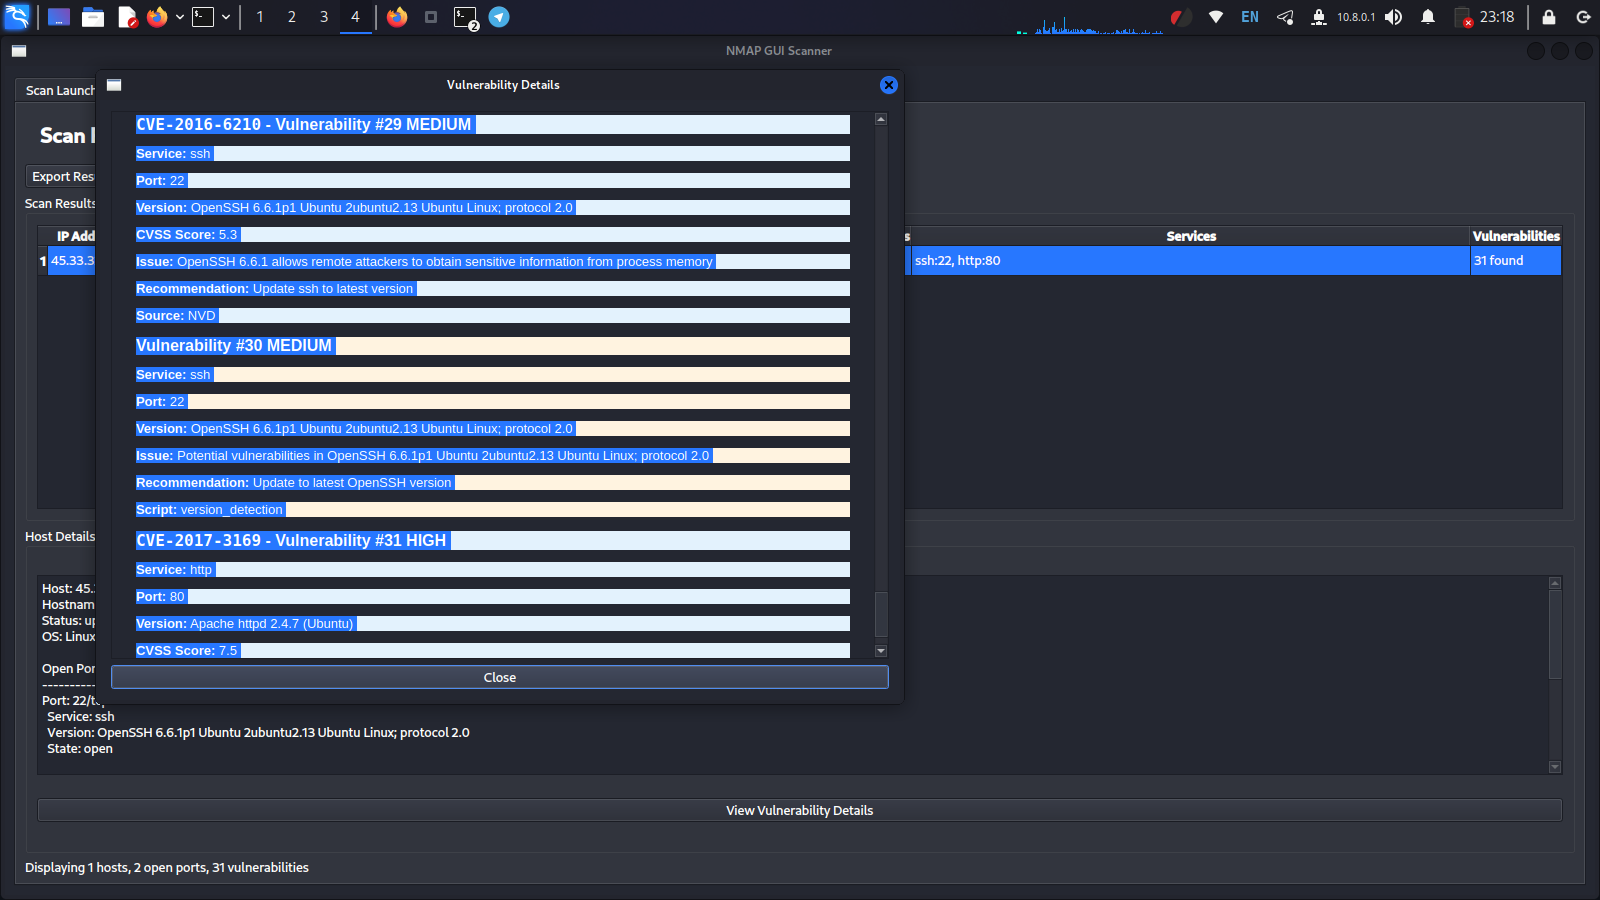 1 2 3 4 2 EN 10.8.0.1 23:18
NMAP GUI Scanner
Scan Launch
Vulnerability Details
Scan
Export Res
Scan Results
IP Add
Services
Vulnerabilities
1 45.33.3
ssh:22, http:80
31 found
CVE-2016-6210 - Vulnerability #29 MEDIUM
Service: ssh
Port: 22
Version: OpenSSH 6.6.1p1 Ubuntu 2ubuntu2.13 Ubuntu Linux; protocol 2.0
CVSS Score: 5.3
Issue: OpenSSH 6.6.1 allows remote attackers to obtain sensitive information from process memory
Recommendation: Update ssh to latest version
Source: NVD
Vulnerability #30 MEDIUM
Service: ssh
Port: 22
Version: OpenSSH 6.6.1p1 Ubuntu 2ubuntu2.13 Ubuntu Linux; protocol 2.0
Issue: Potential vulnerabilities in OpenSSH 6.6.1p1 Ubuntu 2ubuntu2.13 Ubuntu Linux; protocol 2.0
Recommendation: Update to latest OpenSSH version
Script: version_detection
CVE-2017-3169 - Vulnerability #31 HIGH
Service: http
Port: 80
Version: Apache httpd 2.4.7 (Ubuntu)
CVSS Score: 7.5
Close
Host Details
Host: 45.
Hostnam
Status: up
OS: Linux
Open Por
----------
Port: 22/tcp
Service: ssh
Version: OpenSSH 6.6.1p1 Ubuntu 2ubuntu2.13 Ubuntu Linux; protocol 2.0
State: open
View Vulnerability Details
Displaying 1 hosts, 2 open ports, 31 vulnerabilities